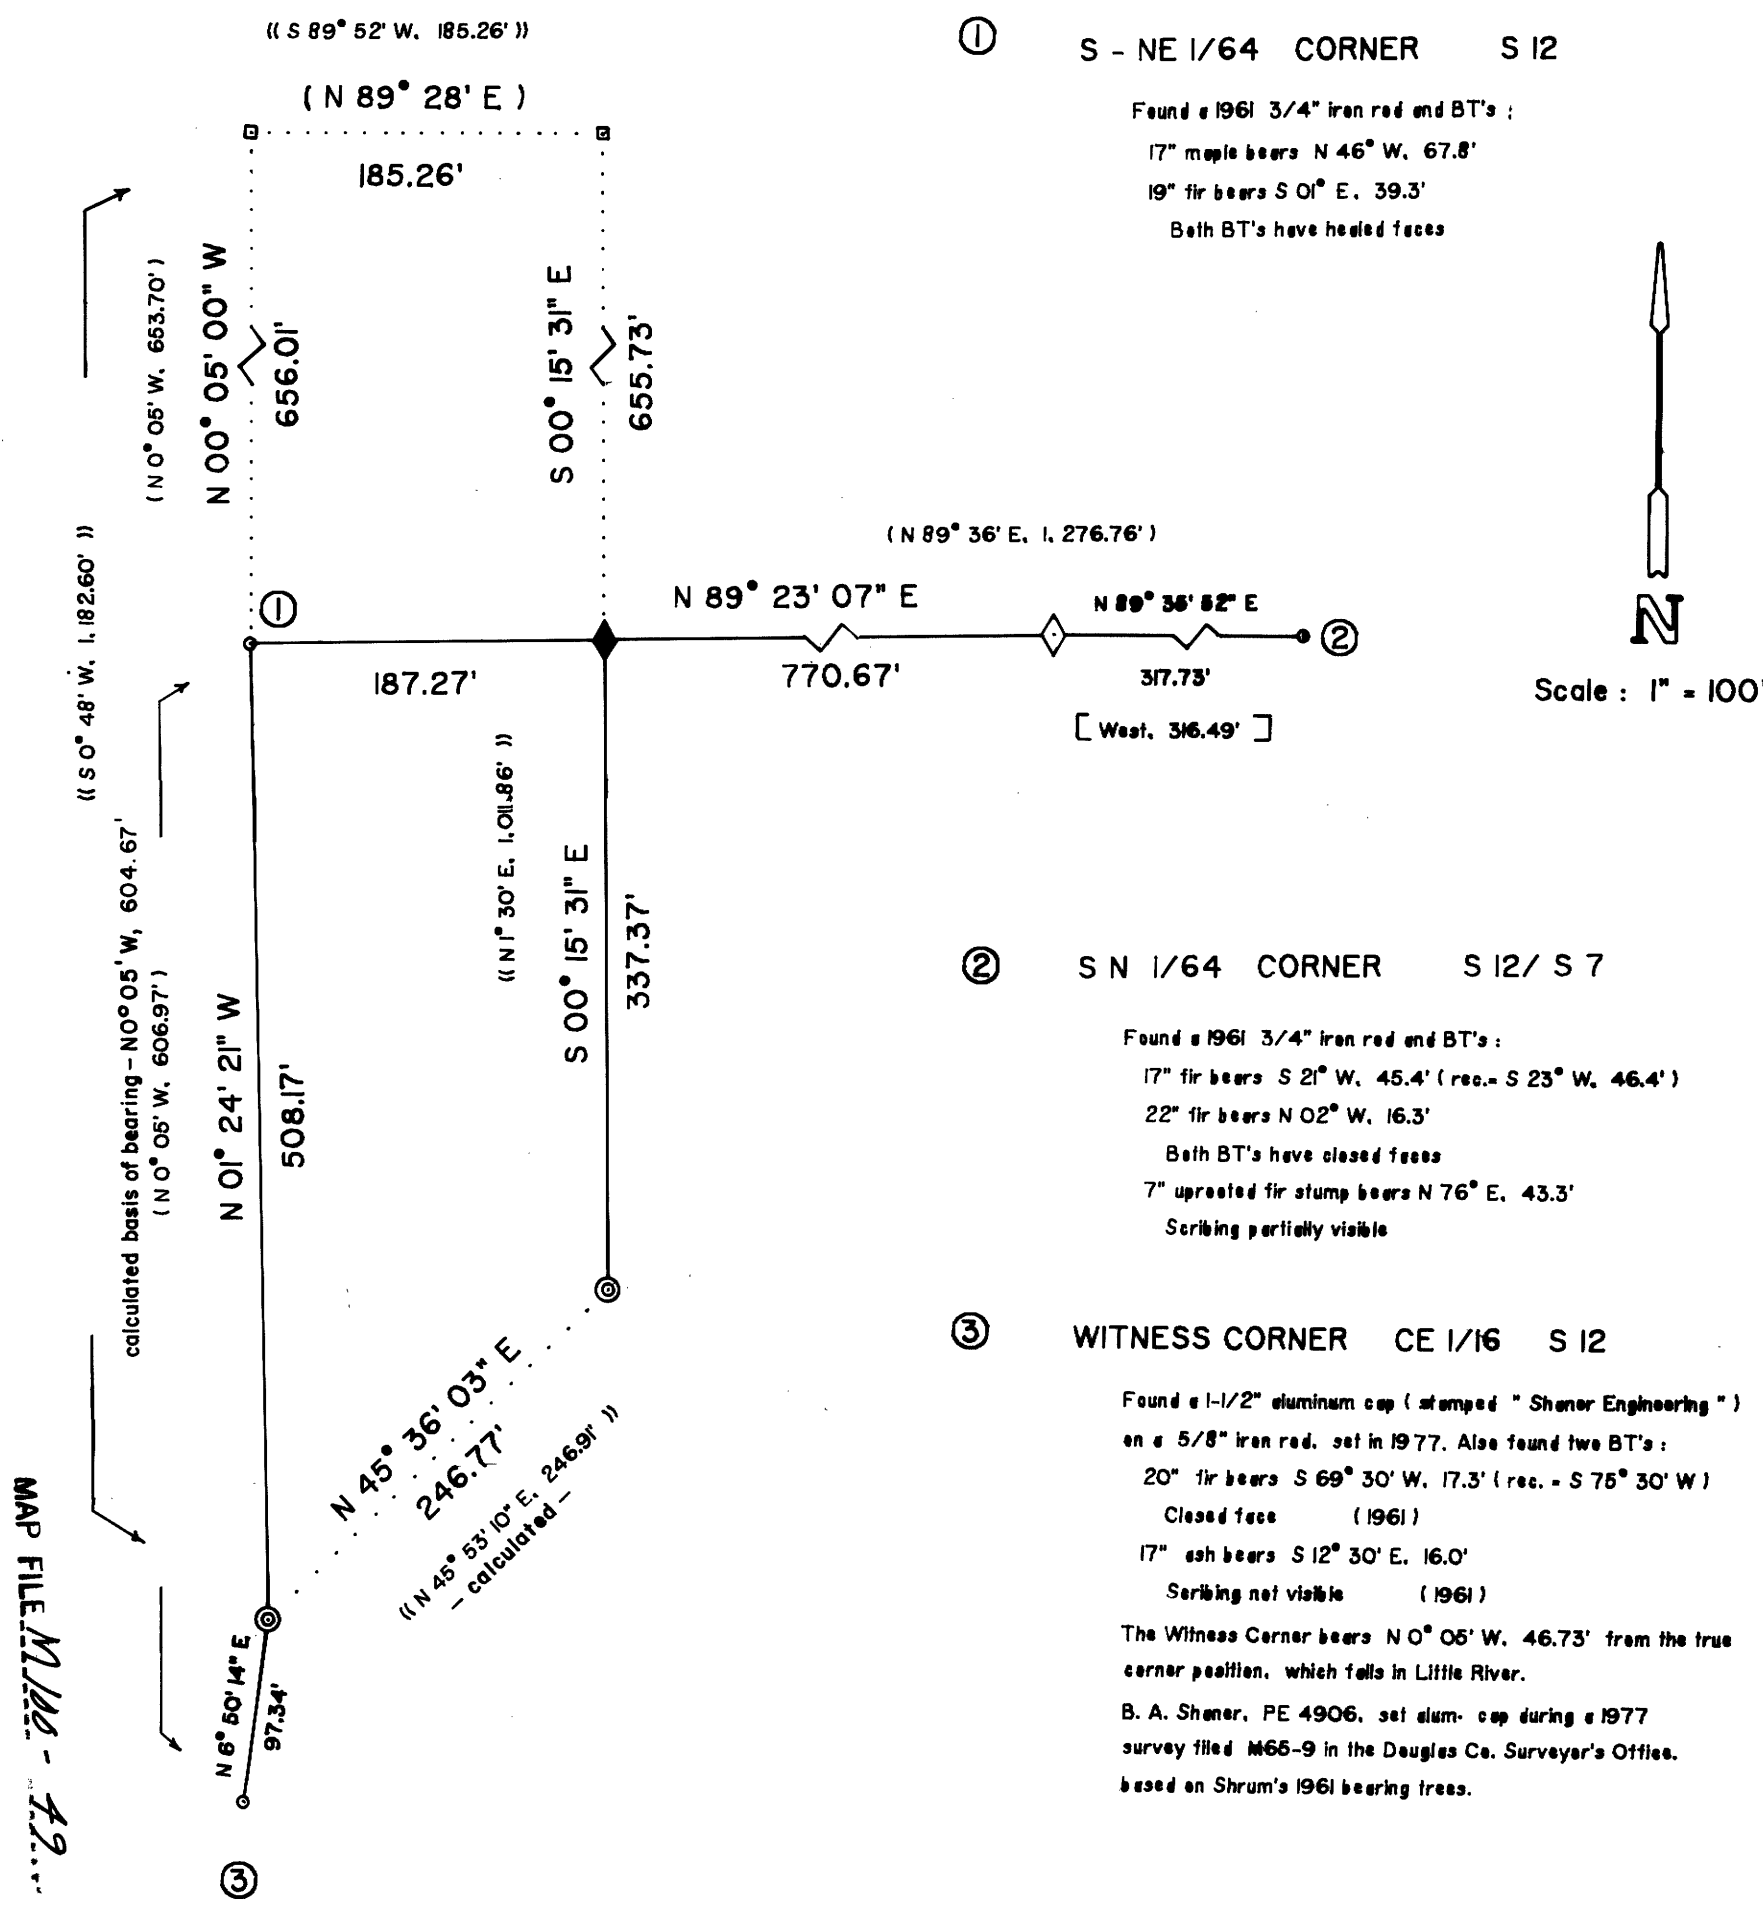 (( S 89° 52' W. 185.26' ))
( N 89° 28' E )
185.26'
( N 0° 05' W. 653.70' )
N 00° 05' 00" W
656.01'
S 00° 15' 31" E
655.73'
(( S 0° 48' W. 1,182.60' ))
①
187.27'
( N 89° 36' E. 1,276.76' )
N 89° 23' 07" E
770.67'
N 89° 35' 52" E
317.73'
[ West. 316.49' ]
②
calculated basis of bearing - N0° 05' W, 604.67'
( N 0° 05' W. 606.97' )
N 01° 24' 21" W
508.17'
(( N 1° 30' E. 1,011.86' ))
S 00° 15' 31" E
337.37'
N 45° 36' 03" E
246.77'
(( N 45° 53' 10" E. 246.91' ))
- calculated -
N 6° 50' 14" E
97.34'
③
MAP FILE M106 - 42
① S - NE 1/64 CORNER S 12
Found a 1961 3/4" iron rod and BT's :
17" maple bears N 46° W. 67.8'
19" fir bears S 01° E. 39.3'
Both BT's have healed faces
N
Scale : 1" = 100'
② S N 1/64 CORNER S 12/ S 7
Found a 1961 3/4" iron rod and BT's :
17" fir bears S 21° W. 45.4' ( rec.= S 23° W. 46.4' )
22" fir bears N 02° W. 16.3'
Both BT's have closed faces
7" uprooted fir stump bears N 76° E. 43.3'
Scribing partially visible
③ WITNESS CORNER CE 1/16 S 12
Found a 1-1/2" aluminum cap ( stamped " Shaner Engineering " )
on a 5/8" iron rod. set in 1977. Also found two BT's :
20" fir bears S 69° 30' W. 17.3' ( rec. = S 75° 30' W )
Closed face ( 1961 )
17" ash bears S 12° 30' E. 16.0'
Scribing not visible ( 1961 )
The Witness Corner bears N 0° 05' W. 46.73' from the true
corner position. which falls in Little River.
B. A. Shaner. PE 4906. set alum. cap during a 1977
survey filed M65-9 in the Douglas Co. Surveyor's Office.
based on Shrum's 1961 bearing trees.